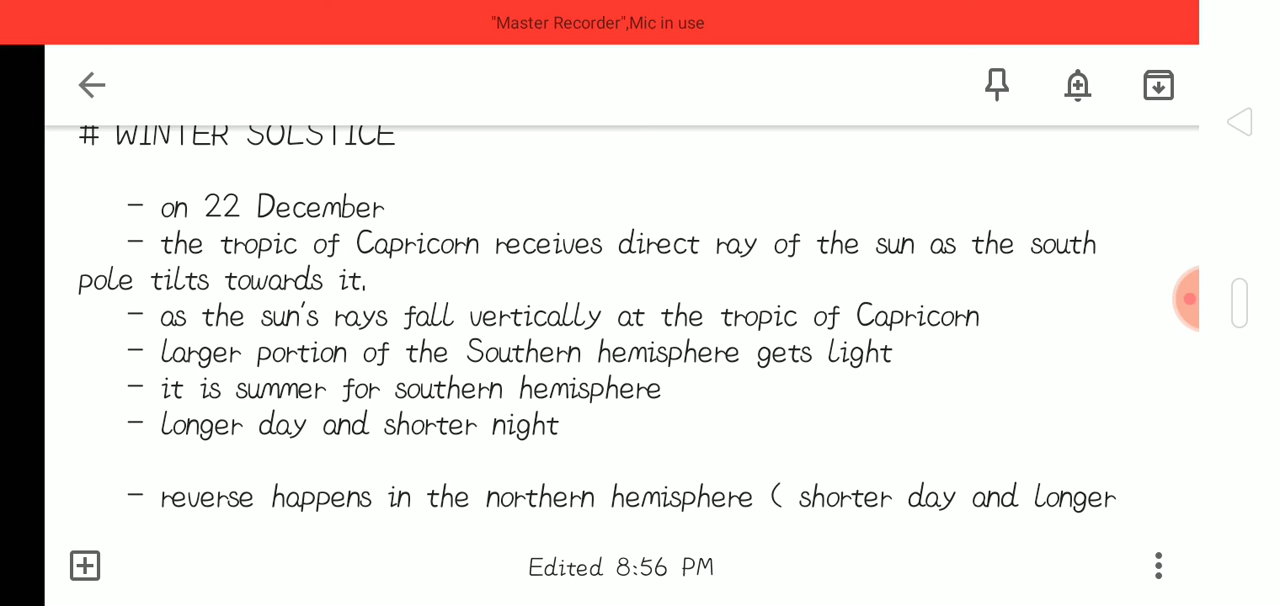 "Master Recorder",Mic in use
# WINTER SOLSTICE
- on 22 December
- the tropic of Capricorn receives direct ray of the sun as the south
pole tilts towards it.
- as the sun's rays fall vertically at the tropic of Capricorn
- larger portion of the Southern hemisphere gets light
- it is summer for southern hemisphere
- longer day and shorter night
- reverse happens in the northern hemisphere ( shorter day and longer
Edited 8:56 PM